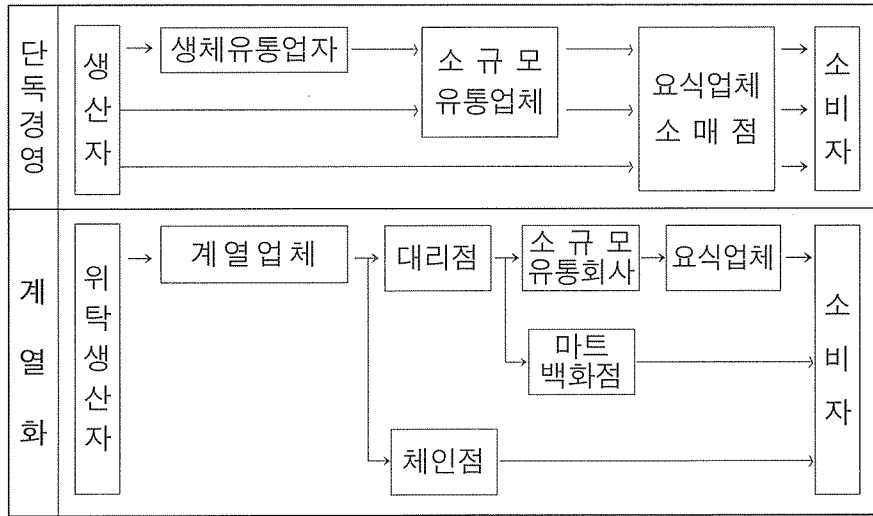 단독경영
생산자
→ 생체유통업자 →
소 규 모
유통업체
요식업체
소 매 점
소비자
계열화
위탁생산자
계열업체
대리점
소 규 모
유통회사
요식업체
마트
백화점
체인점
소비자